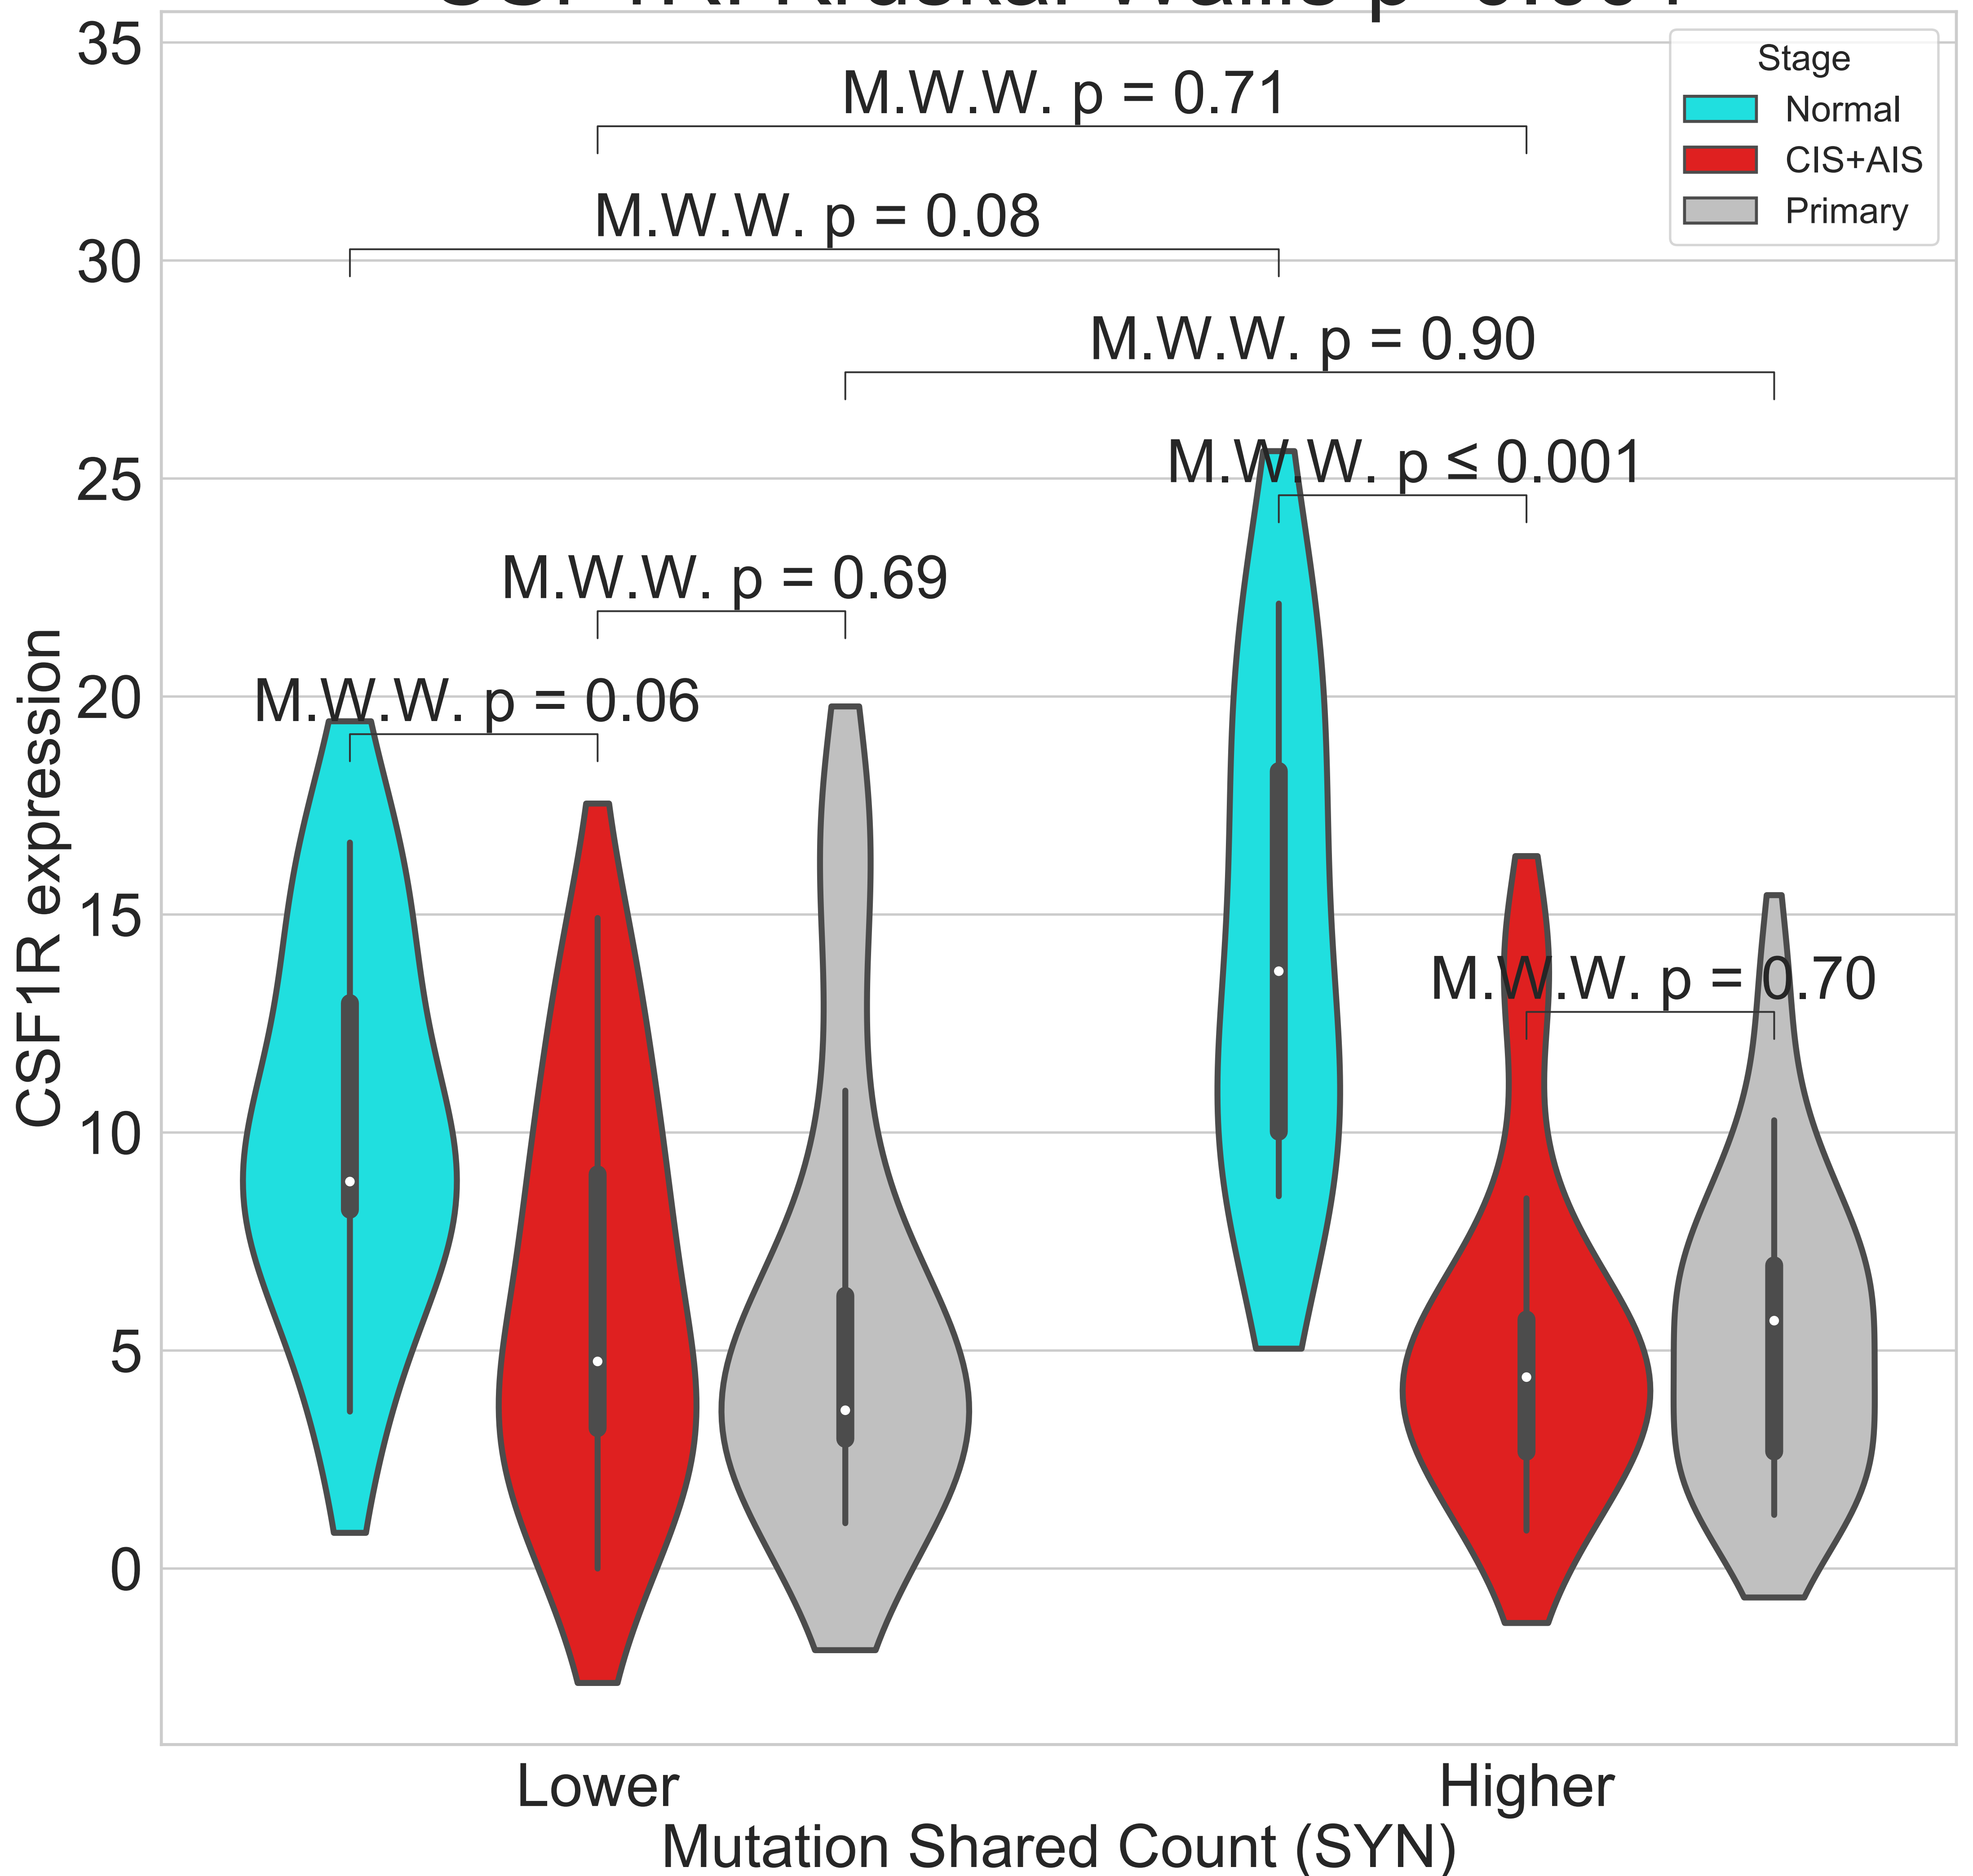 35
M.W.W. p = 0.71
Stage
Normal
CIS+AIS
Primary
M.W.W. p = 0.08
30
M.W.W. p = 0.90
25
M.W.W. p ≤ 0.001
M.W.W. p = 0.69
20
M.W.W. p = 0.06
CSF1R expression
15
M.W.W. p = 0.70
10
5
0
Lower
Higher
Mutation Shared Count (SYN)